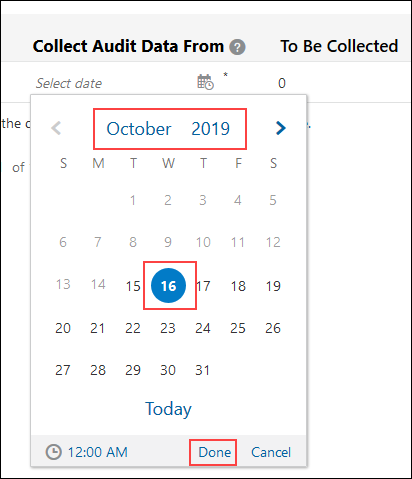 Collect Audit Data From ? To Be Collected
Select date * 0
the
October 2019
of
S M T W T F S
1 2 3 4 5
6 7 8 9 10 11 12
13 14 15 16 17 18 19
20 21 22 23 24 25 26
27 28 29 30 31
Today
12:00 AM Done Cancel